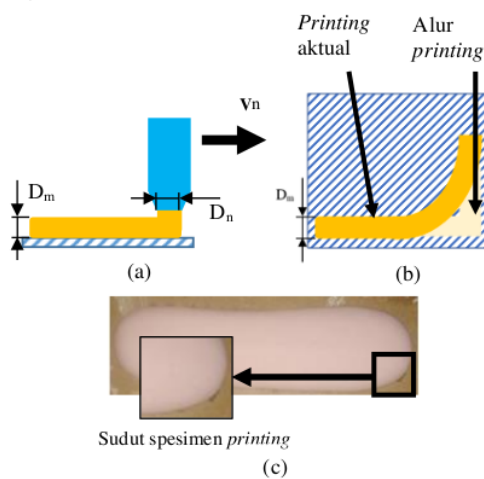 Printing
aktual
Alur
printing
Vn
Dm
Dn
Dm
(a)
(b)
Sudut spesimen printing
(c)